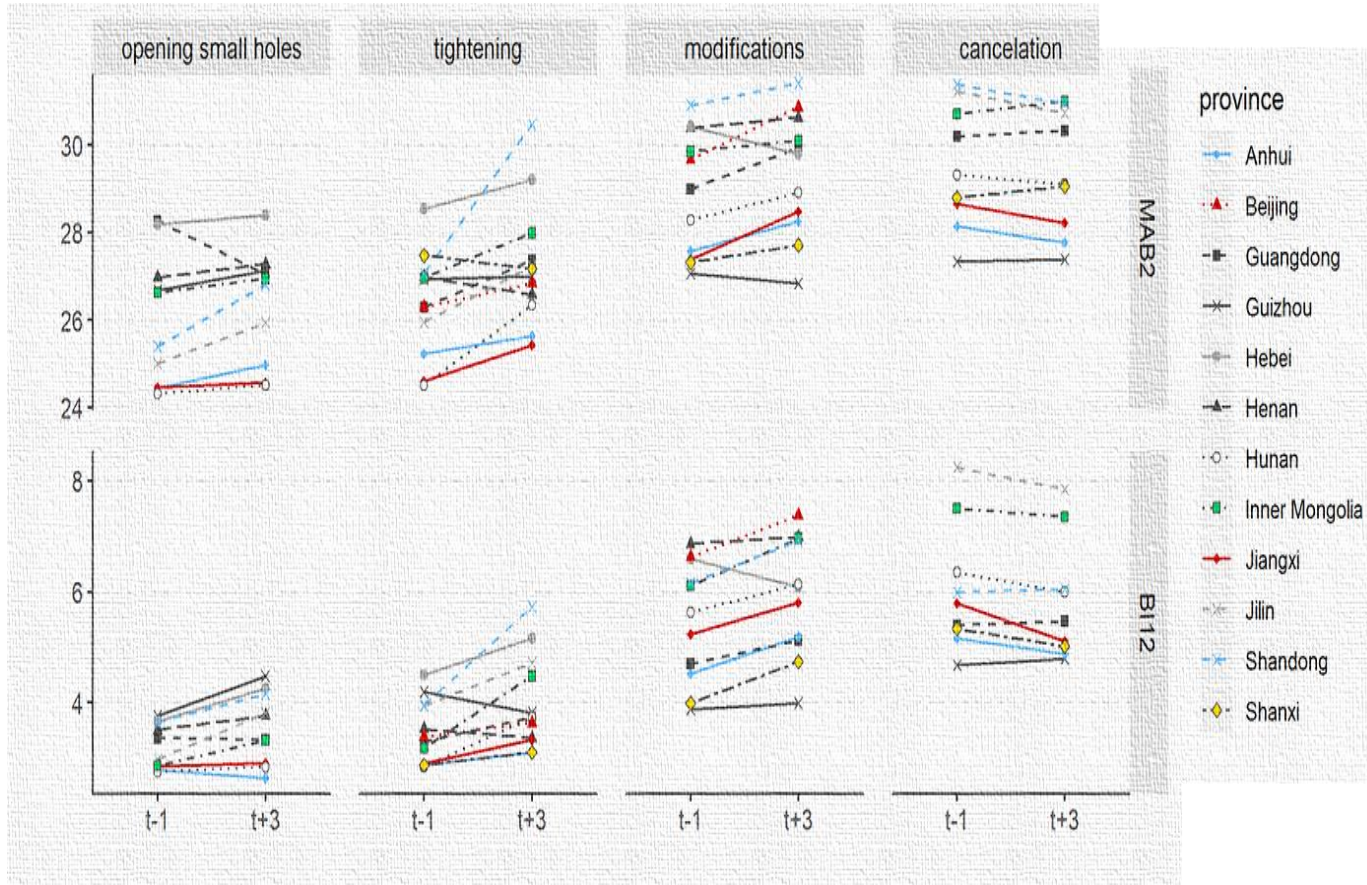 opening small holes tightening modifications cancelation
province
30
28
26
24
MAB2
8
6
4
BI12
t-1 t+3 t-1 t+3 t-1 t+3 t-1 t+3
Anhui
Beijing
Guangdong
Guizhou
Hebei
Henan
Hunan
Inner Mongolia
Jiangxi
Jilin
Shandong
Shanxi